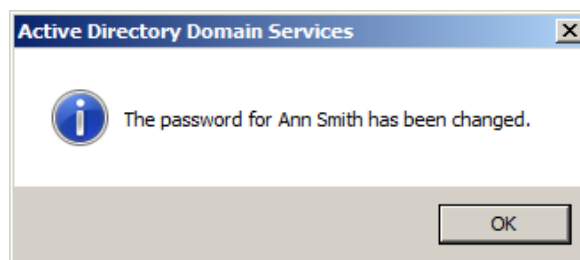 Active Directory Domain Services
The password for Ann Smith has been changed.
OK